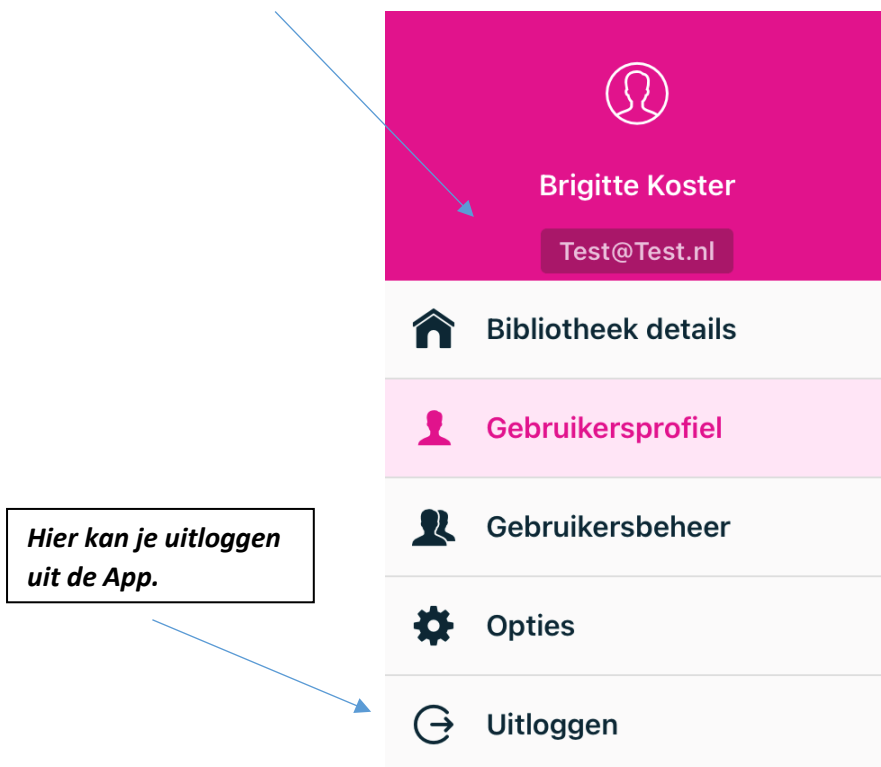 Brigitte Koster
Test@Test.nl
Bibliotheek details
Gebruikersprofiel
Gebruikersbeheer
Hier kan je uitloggen
uit de App.
Opties
Uitloggen